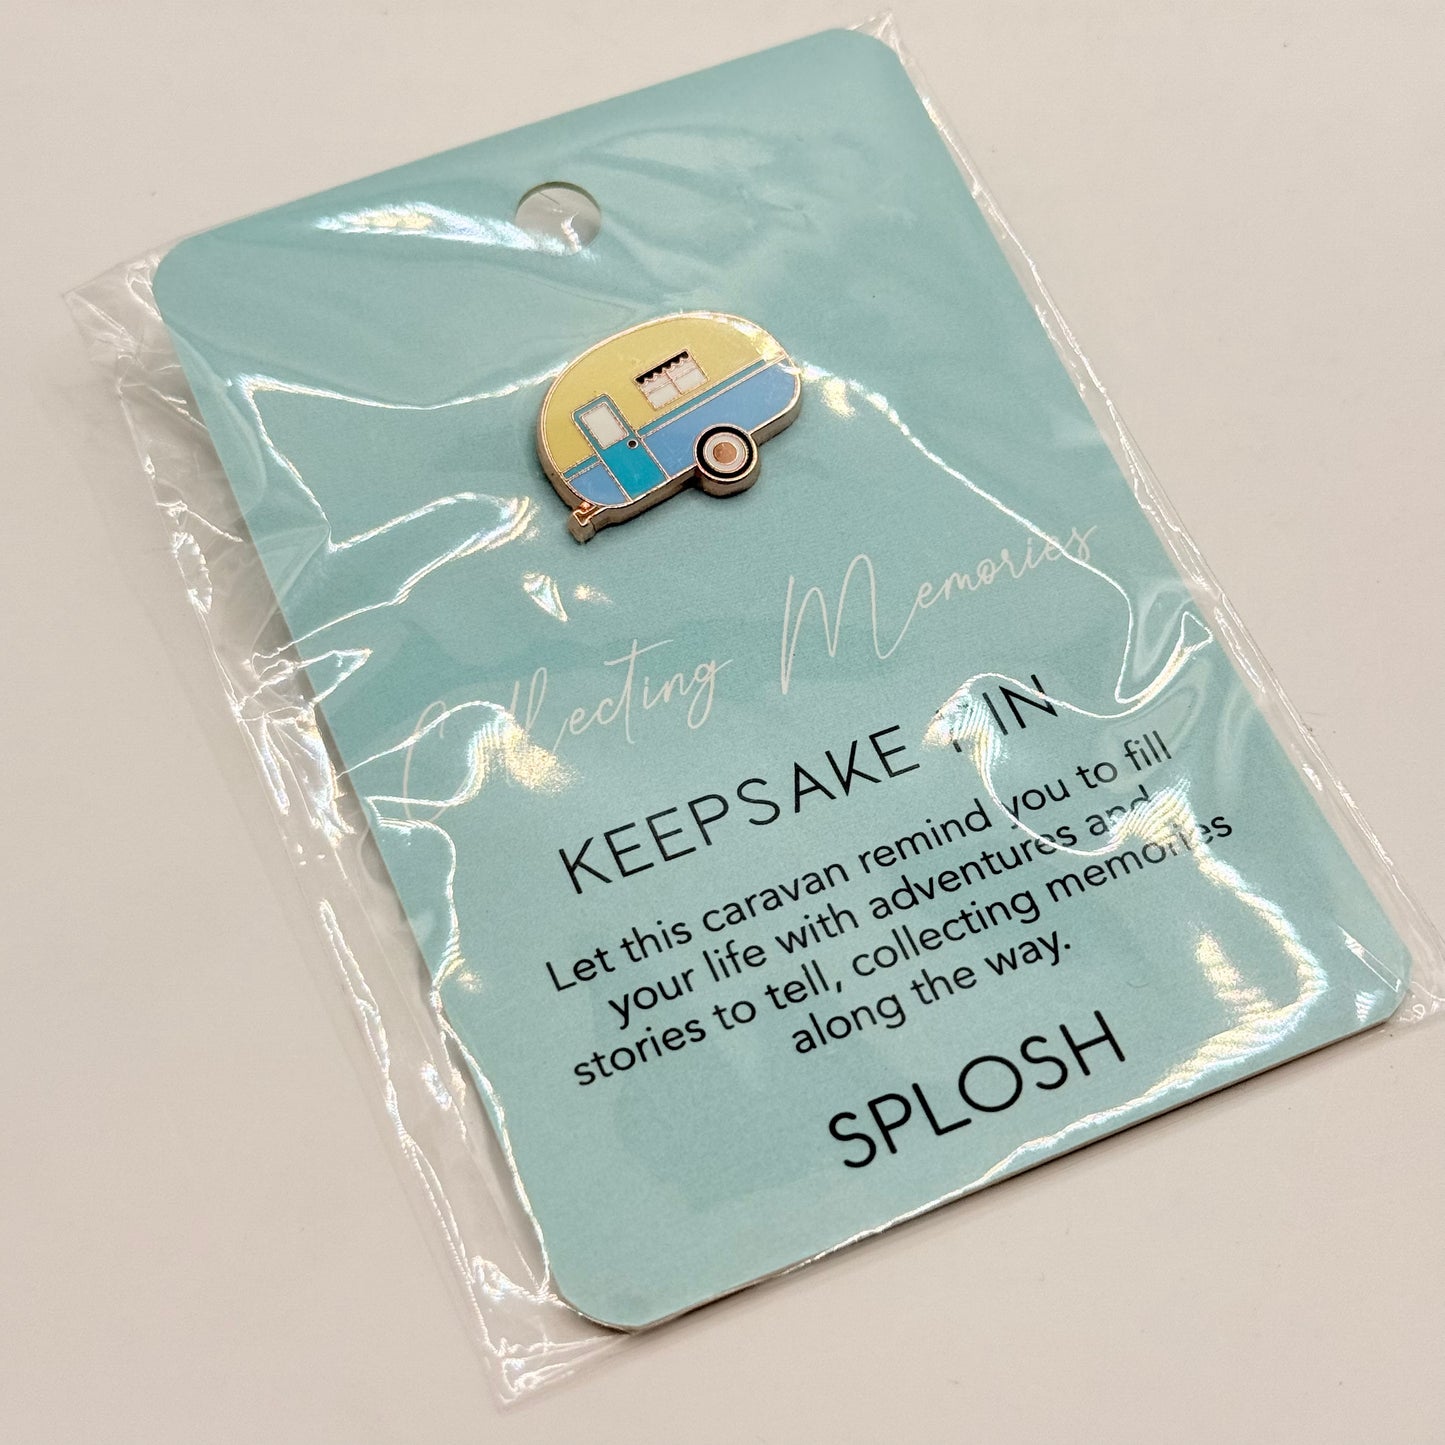 Collecting Memories
KEEPSAKE PIN
Let this caravan remind you to fill
your life with adventures and
stories to tell, collecting memories
along the way.
SPLOSH